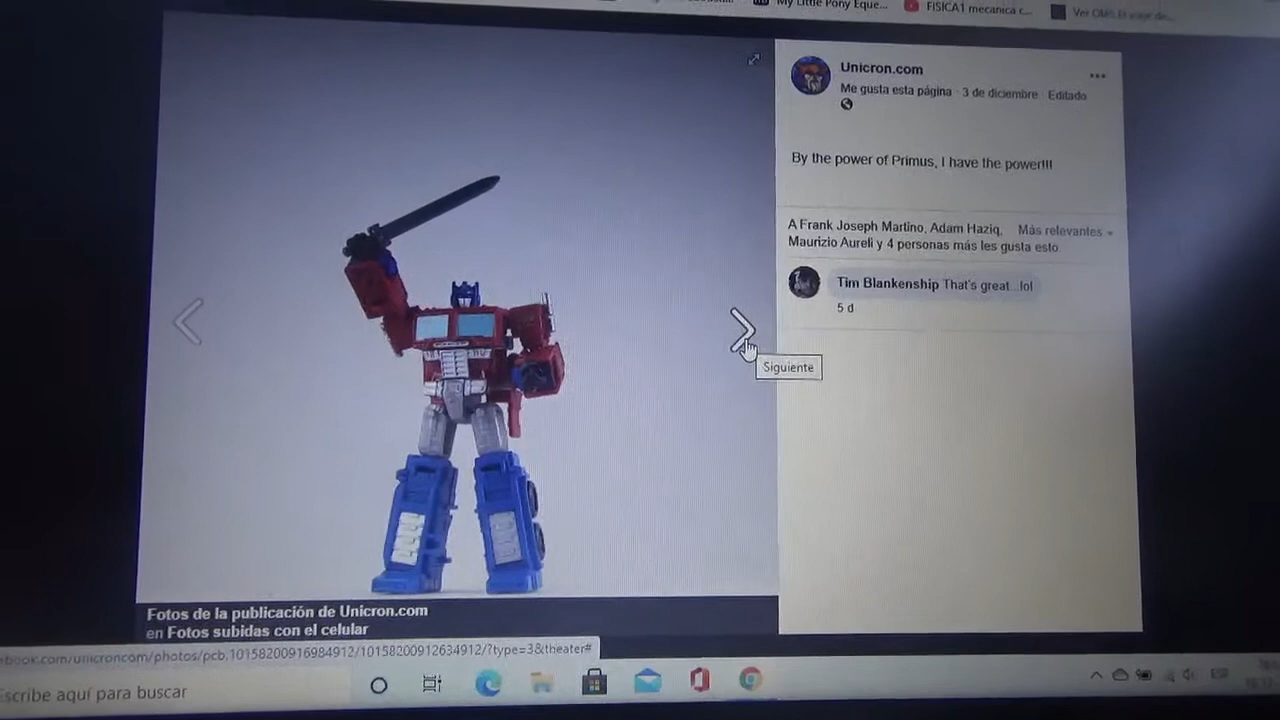 My Little Pony Eque...
FISICA1 mecanica c...
Ver
Unicron.com
Me gusta esta página · 3 de diciembre · Editado
By the power of Primus, I have the power!!!
A Frank Joseph Martino, Adam Haziq,
Maurizio Aureli y 4 personas más les gusta esto.
Más relevantes
Tim Blankenship That's great...lol
5 d
Siguiente
Fotos de la publicación de Unicron.com
en Fotos subidas con el celular
ebook.com/unicroncom/photos/pcb.10158200916984912/10158200912634912/?type=3&theater#
Escribe aquí para buscar